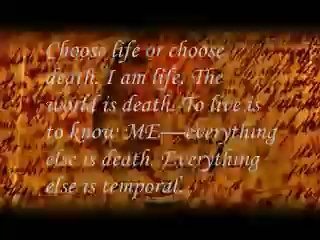 Choose life or choose
death. I am life. The
world is death. To live is
to know ME—everything
else is death. Everything
else is temporal.